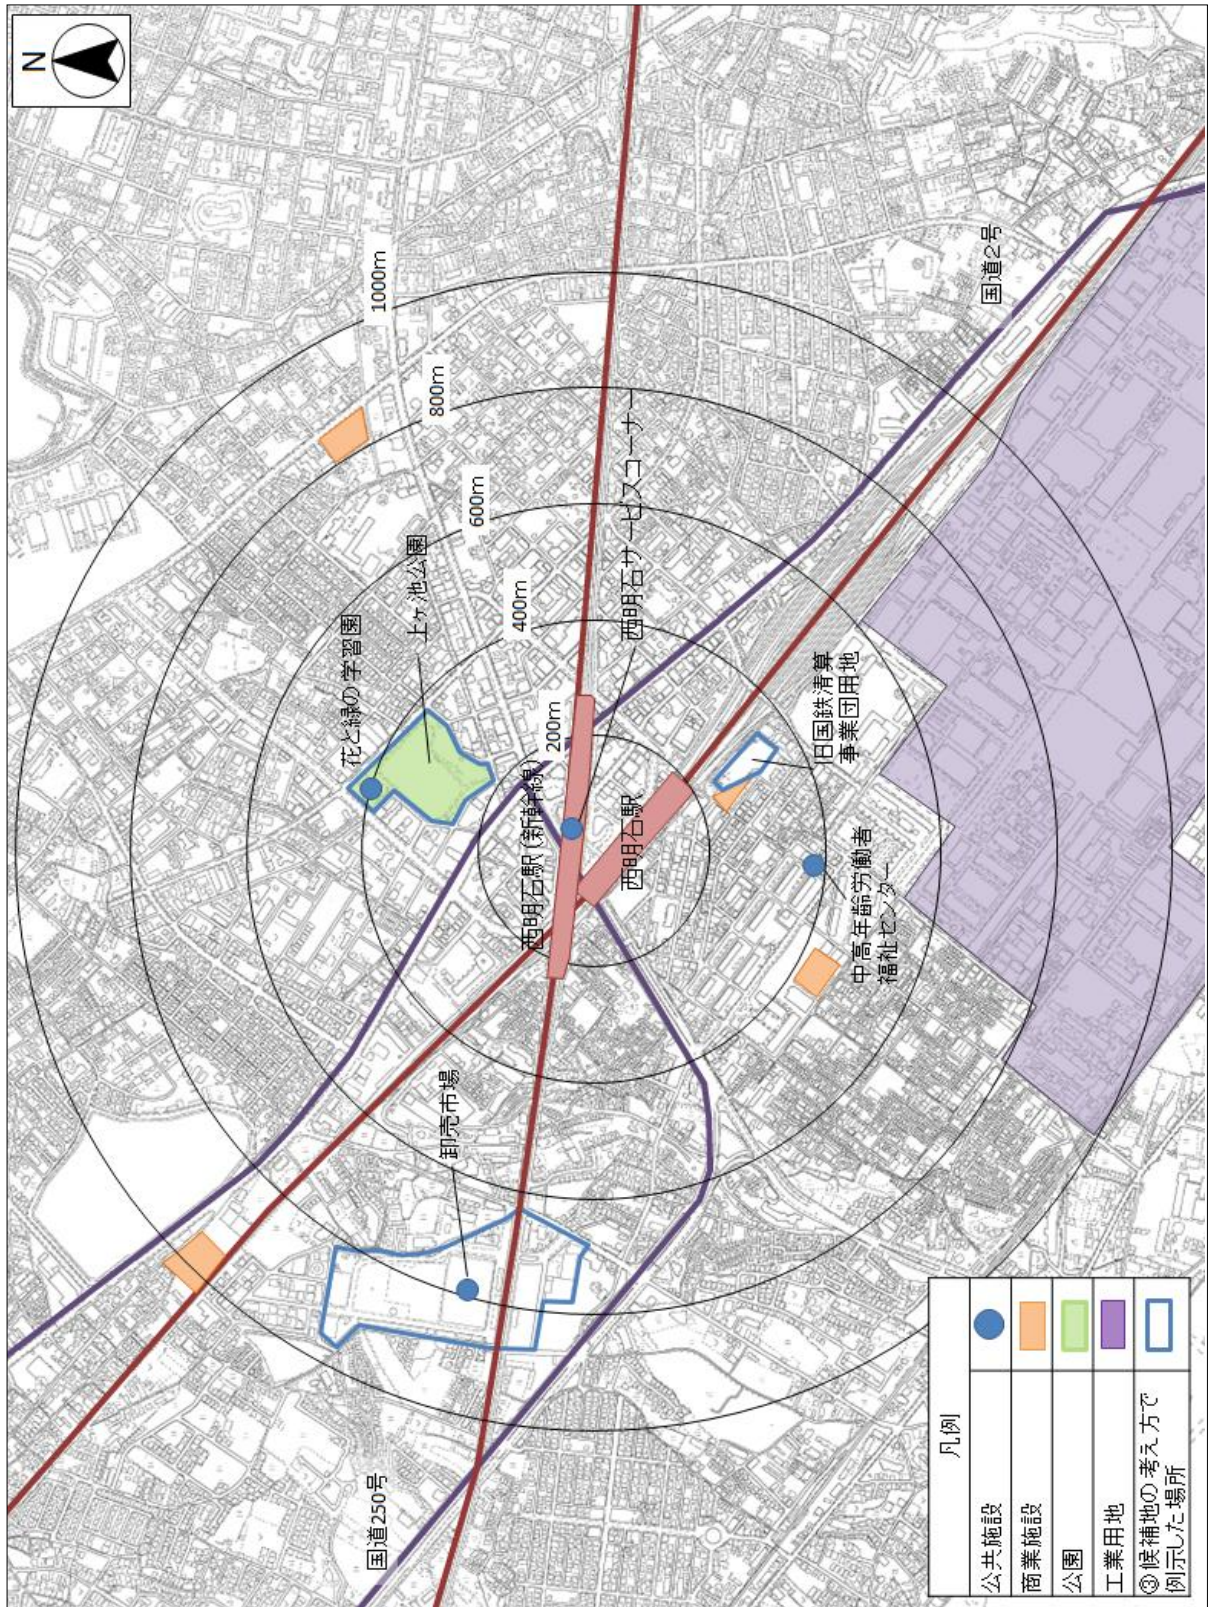 N
1000m
800m
600m
400m
200m
花と緑の学習園
上ヶ池公園
西明石駅(新幹線)
西明石サービスコーナー
西明石駅
卸売市場
国道2号
国道250号
旧国鉄清算
事業団用地
中高年齢労働者
福祉センター
凡例
公共施設
商業施設
公園
工業用地
③候補地の考え方で
例示した場所